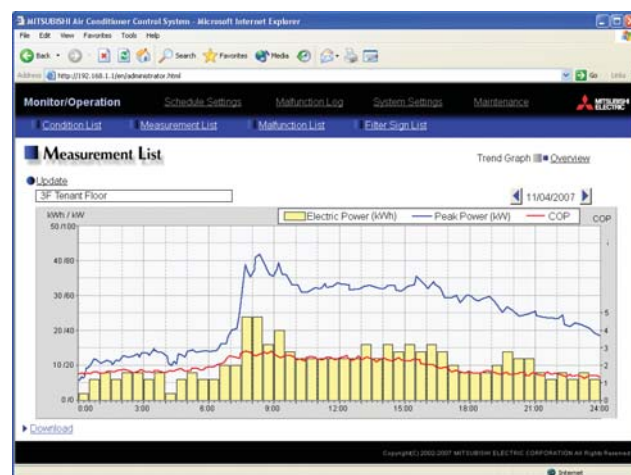 MITSUBISHI Air Conditioner Control System - Microsoft Internet Explorer
File Edit View Favorites Tools Help
Back Search Favorites Media
Address http://192.168.1.1/en/administrator.html Go Links
Monitor/Operation Schedule Settings Malfunction Log System Settings Maintenance MITSUBISHI ELECTRIC
Condition List Measurement List Malfunction List Filter Sign List
Measurement List
Trend Graph Overview
Update
3F Tenant Floor 11/04/2007
kWh / kW Electric Power (kWh) Peak Power (kW) COP COP
50 /100
40 /80
30 /60 5
20 /40 4
3
10 /20 2
1
0 /0
0:00 3:00 6:00 9:00 12:00 15:00 18:00 21:00 24:00
Download
Copyright(C) 2002-2007 MITSUBISHI ELECTRIC CORPORATION All Rights Reserved
Internet